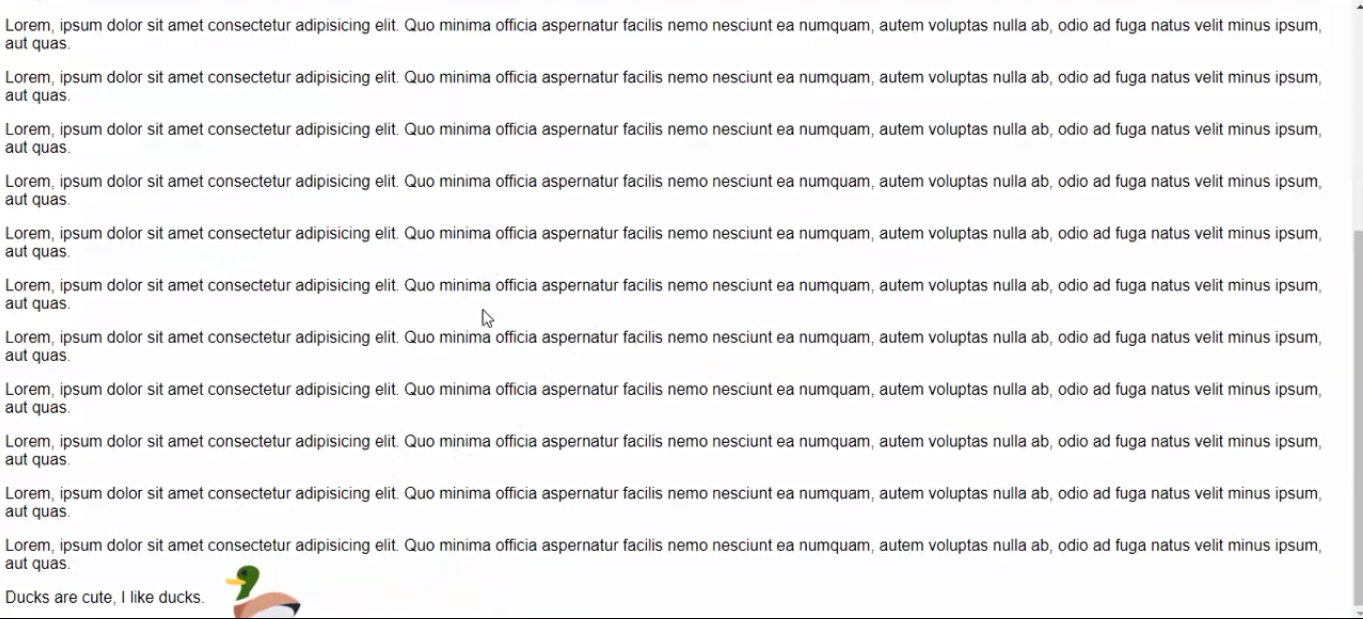 Lorem, ipsum dolor sit amet consectetur adipisicing elit. Quo minima officia aspernatur facilis nemo nesciunt ea numquam, autem voluptas nulla ab, odio ad fuga natus velit minus ipsum,
aut quas.
Lorem, ipsum dolor sit amet consectetur adipisicing elit. Quo minima officia aspernatur facilis nemo nesciunt ea numquam, autem voluptas nulla ab, odio ad fuga natus velit minus ipsum,
aut quas.
Lorem, ipsum dolor sit amet consectetur adipisicing elit. Quo minima officia aspernatur facilis nemo nesciunt ea numquam, autem voluptas nulla ab, odio ad fuga natus velit minus ipsum,
aut quas.
Lorem, ipsum dolor sit amet consectetur adipisicing elit. Quo minima officia aspernatur facilis nemo nesciunt ea numquam, autem voluptas nulla ab, odio ad fuga natus velit minus ipsum,
aut quas.
Lorem, ipsum dolor sit amet consectetur adipisicing elit. Quo minima officia aspernatur facilis nemo nesciunt ea numquam, autem voluptas nulla ab, odio ad fuga natus velit minus ipsum,
aut quas.
Lorem, ipsum dolor sit amet consectetur adipisicing elit. Quo minima officia aspernatur facilis nemo nesciunt ea numquam, autem voluptas nulla ab, odio ad fuga natus velit minus ipsum,
aut quas.
Lorem, ipsum dolor sit amet consectetur adipisicing elit. Quo minima officia aspernatur facilis nemo nesciunt ea numquam, autem voluptas nulla ab, odio ad fuga natus velit minus ipsum,
aut quas.
Lorem, ipsum dolor sit amet consectetur adipisicing elit. Quo minima officia aspernatur facilis nemo nesciunt ea numquam, autem voluptas nulla ab, odio ad fuga natus velit minus ipsum,
aut quas.
Lorem, ipsum dolor sit amet consectetur adipisicing elit. Quo minima officia aspernatur facilis nemo nesciunt ea numquam, autem voluptas nulla ab, odio ad fuga natus velit minus ipsum,
aut quas.
Lorem, ipsum dolor sit amet consectetur adipisicing elit. Quo minima officia aspernatur facilis nemo nesciunt ea numquam, autem voluptas nulla ab, odio ad fuga natus velit minus ipsum,
aut quas.
Lorem, ipsum dolor sit amet consectetur adipisicing elit. Quo minima officia aspernatur facilis nemo nesciunt ea numquam, autem voluptas nulla ab, odio ad fuga natus velit minus ipsum,
aut quas.
Ducks are cute, I like ducks.